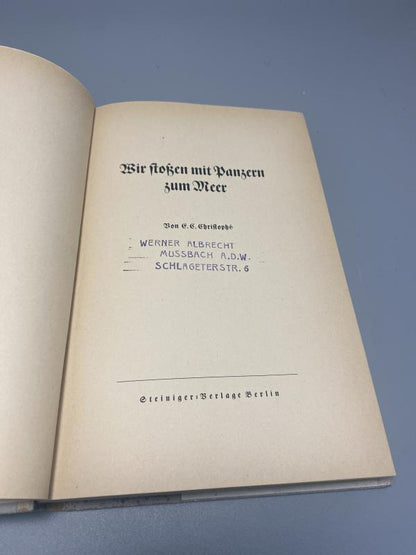 Wir stoßen mit Panzern
zum Meer
Von E. C. Christophé
WERNER ALBRECHT
MUSSBACH A.D.W.
SCHLAGETERSTR. 6
Steiniger-Verlage Berlin